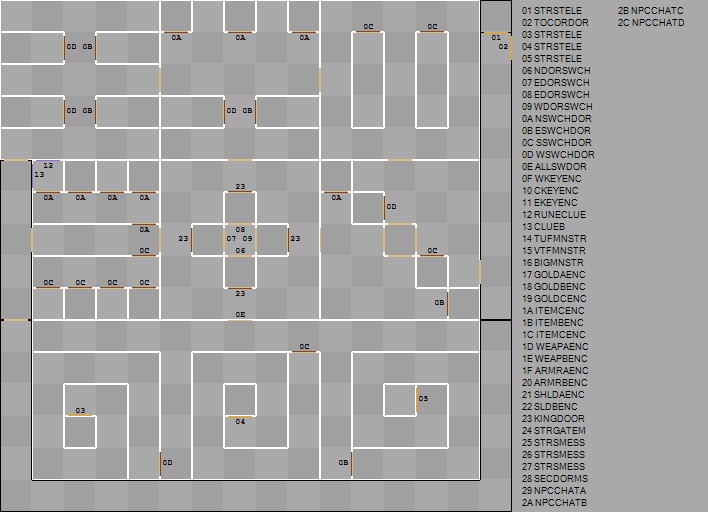 0C 0C
0A 0A 0A
01
02
0D 0B
0D 0B 0D 0B
12
13
23
0A 0A 0A 0A 0A
0D
0A 08
23 07 09 23
0C 06 0C
0C 0C 0C 0C
23 0B
0E
0C
05
03
04
0D 0B
01 STRSTELE
02 TOCORDOR
03 STRSTELE
04 STRSTELE
05 STRSTELE
06 NDORSWCH
07 EDORSWCH
08 EDORSWCH
09 WDORSWCH
0A NSWCHDOR
0B ESWCHDOR
0C SSWCHDOR
0D WSWCHDOR
0E ALLSWDOR
0F WKEYENC
10 CKEYENC
11 EKEYENC
12 RUNECLUE
13 CLUEB
14 TUFMNSTR
15 VTFMNSTR
16 BIGMNSTR
17 GOLDAENC
18 GOLDBENC
19 GOLDCENC
1A ITEMCENC
1B ITEMBENC
1C ITEMCENC
1D WEAPAENC
1E WEAPBENC
1F ARMRAENC
20 ARMRBENC
21 SHLDAENC
22 SLDBENC
23 KINGDOOR
24 STRGATEM
25 STRSMESS
26 STRSMESS
27 STRSMESS
28 SECDORMS
29 NPCCHATA
2A NPCCHATB
2B NPCCHATC
2C NPCCHATD